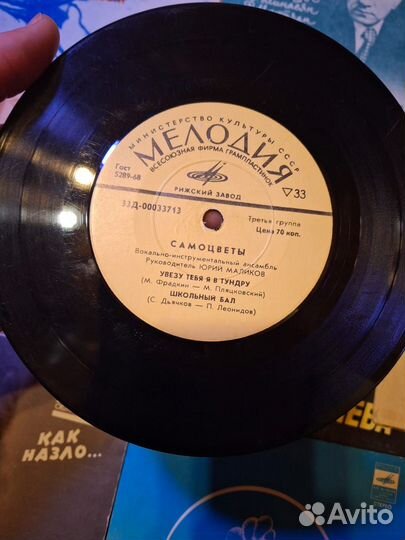 МИНИСТЕРСТВО КУЛЬТУРЫ СССР
МЕЛОДИЯ
ВСЕСОЮЗНАЯ ФИРМА ГРАМПЛАСТИНОК
Гост
5289-68
РИЖСКИЙ ЗАВОД
▽33
33Д-00033713
Третья группа
Цена 70 коп.
САМОЦВЕТЫ
Вокально-инструментальный ансамбль
Руководитель ЮРИЙ МАЛИКОВ
УВЕЗУ ТЕБЯ Я В ТУНДРУ
(М. Фрадкин — М. Пляцковский)
ШКОЛЬНЫЙ БАЛ
(С. Дьячков — П. Леонидов)
КАК
НАЗЛО...
ЕВА
Avito